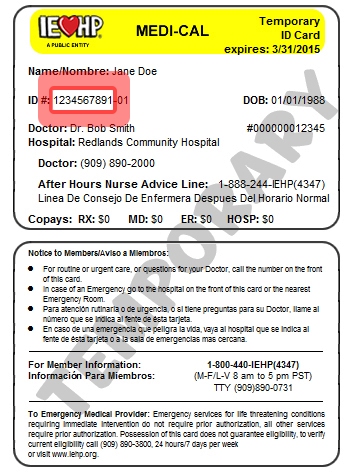 IEHP
A PUBLIC ENTITY
MEDI-CAL
Temporary
ID Card
expires: 3/31/2015
Name/Nombre: Jane Doe
ID #: 1234567891-01 DOB: 01/01/1988
Doctor: Dr. Bob Smith #000000012345
Hospital: Redlands Community Hospital
Doctor: (909) 890-2000
After Hours Nurse Advice Line: 1-888-244-IEHP(4347)
Linea De Consejo De Enfermera Despues Del Horario Normal
Copays: RX: $0 MD: $0 ER: $0 HOSP: $0
TEMPORARY
Notice to Members/Aviso a Miembros:
● For routine or urgent care, or questions for your Doctor, call the number on the front
of this card.
● In case of an Emergency go to the hospital on the front of this card or the nearest
Emergency Room.
● Para atención rutinaria o de urgencia, o si tiene preguntas para su Doctor, llame al
número que se indica al fente de ésta tarjeta.
● En caso de una emergencia que peligra la vida, vaya al hospital que se indica al
fente de ésta tarjeta o a la sala de emergencias mas cercana.
For Member Information: 1-800-440-IEHP(4347)
Información Para Miembros: (M-F/L-V 8 am to 5 pm PST)
TTY (909)890-0731
To Emergency Medical Provider: Emergency services for life threatening conditions
requiring immediate intervention do not require prior authorization, all other services
require prior authorization. Possession of this card does not guarantee eligibility, to verify
current eligibility call (909) 890-3800, 24 hours/7 days per week
or visit www.iehp.org.